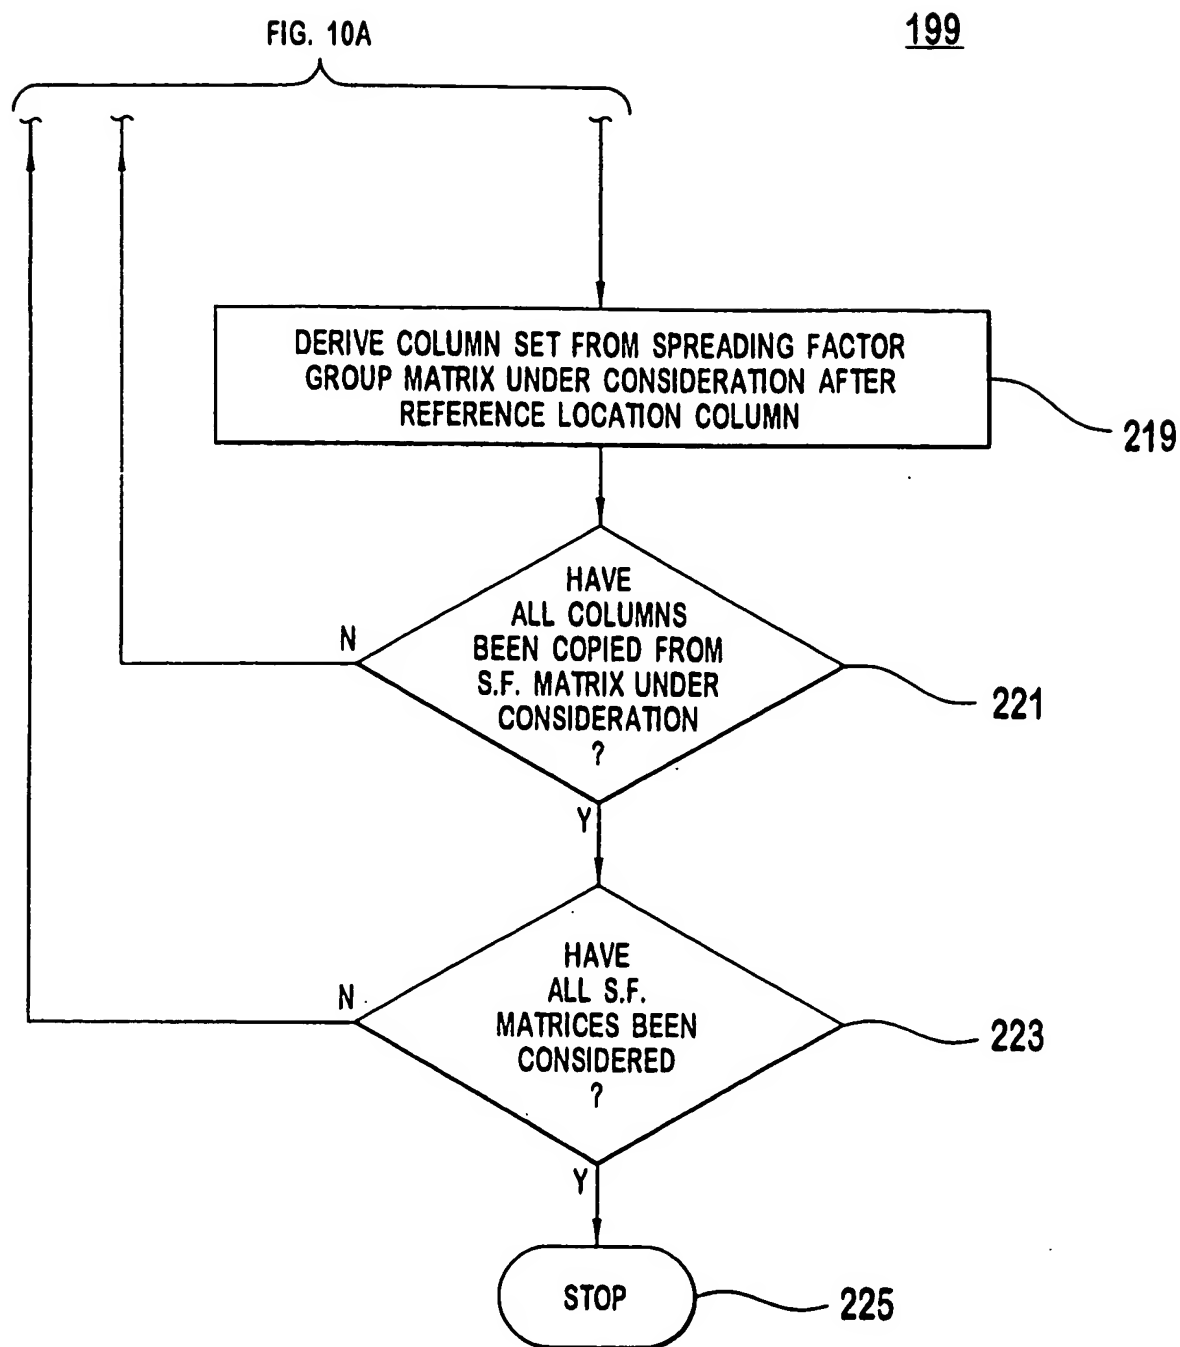 FIG. 10A
199
DERIVE COLUMN SET FROM SPREADING FACTOR
GROUP MATRIX UNDER CONSIDERATION AFTER
REFERENCE LOCATION COLUMN
219
HAVE
ALL COLUMNS
BEEN COPIED FROM
S.F. MATRIX UNDER
CONSIDERATION
?
N
221
Y
HAVE
ALL S.F.
MATRICES BEEN
CONSIDERED
?
N
223
Y
STOP
225